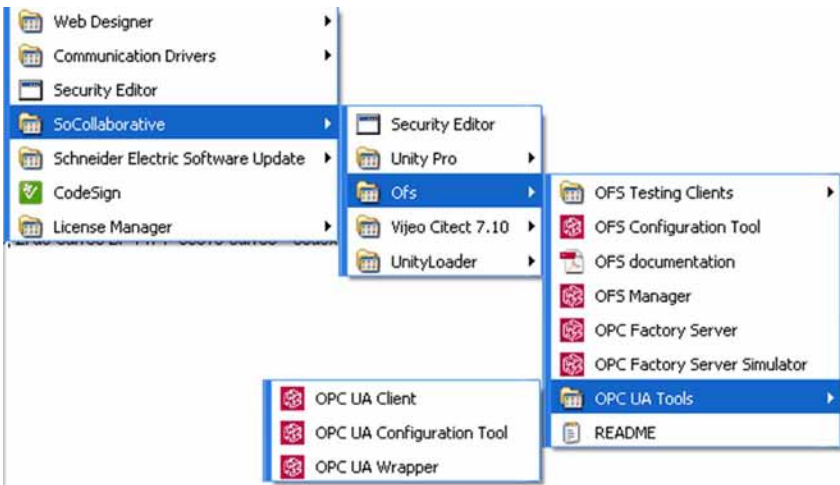 Web Designer
Communication Drivers
Security Editor
SoCollaborative
Schneider Electric Software Update
CodeSign
License Manager
Security Editor
Unity Pro
Ofs
Vijeo Citect 7.10
UnityLoader
OFS Testing Clients
OFS Configuration Tool
OFS documentation
OFS Manager
OPC Factory Server
OPC Factory Server Simulator
OPC UA Tools
README
OPC UA Client
OPC UA Configuration Tool
OPC UA Wrapper